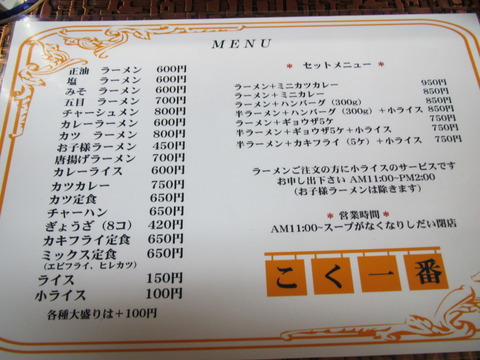 MENU
正油 ラーメン 600円
塩 ラーメン 600円
みそ ラーメン 600円
五目 ラーメン 700円
チャーシュメン 800円
カレーラーメン 600円
カツ ラーメン 800円
お子様ラーメン 450円
唐揚げラーメン 700円
カレーライス 600円
カツカレー 750円
カツ定食 650円
チャーハン 650円
ぎょうざ (8コ) 420円
カキフライ定食 650円
ミックス定食 650円
(エビフライ、ヒレカツ)
ライス 150円
小ライス 100円
各種大盛りは+100円
* セットメニュー *
ラーメン+ミニカツカレー 950円
ラーメン+ミニカレー 850円
ラーメン+ハンバーグ (300g) 850円
半ラーメン+ハンバーグ (300g) +小ライス 850円
ラーメン+ギョウザ5ケ 750円
半ラーメン+ギョウザ5ケ+小ライス 750円
半ラーメン+カキフライ (5ケ) +小ライス 750円
ラーメンご注文の方に小ライスのサービスです
お申し出下さい AM11:00~PM2:00
(お子様ラーメンは除きます)
* 営業時間 *
AM11:00~スープがなくなりしだい閉店
こく一番